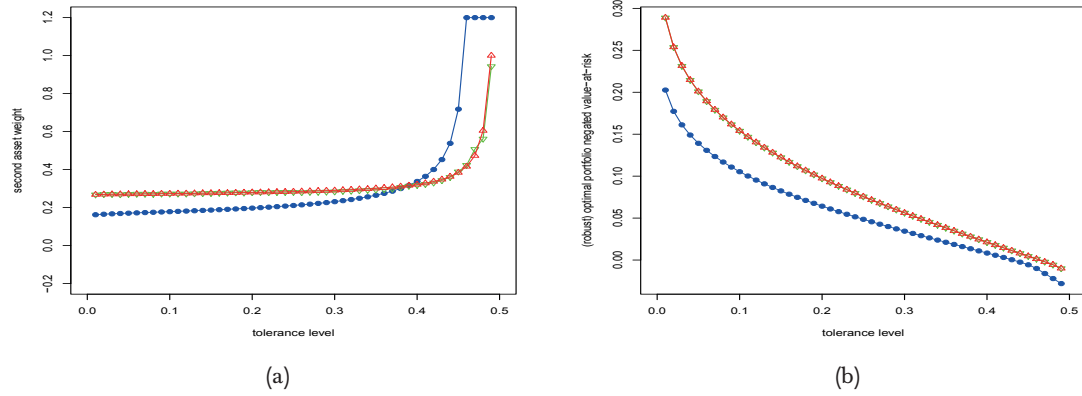 second asset weight
1.2
1.0
0.8
0.6
0.4
0.2
0.0
−0.2
0.0 0.1 0.2 0.3 0.4 0.5
tolerance level
(a)
(robust) optimal portfolio negated value−at−risk
0.30
0.25
0.20
0.15
0.10
0.05
0.00
0.0 0.1 0.2 0.3 0.4 0.5
tolerance level
(b)